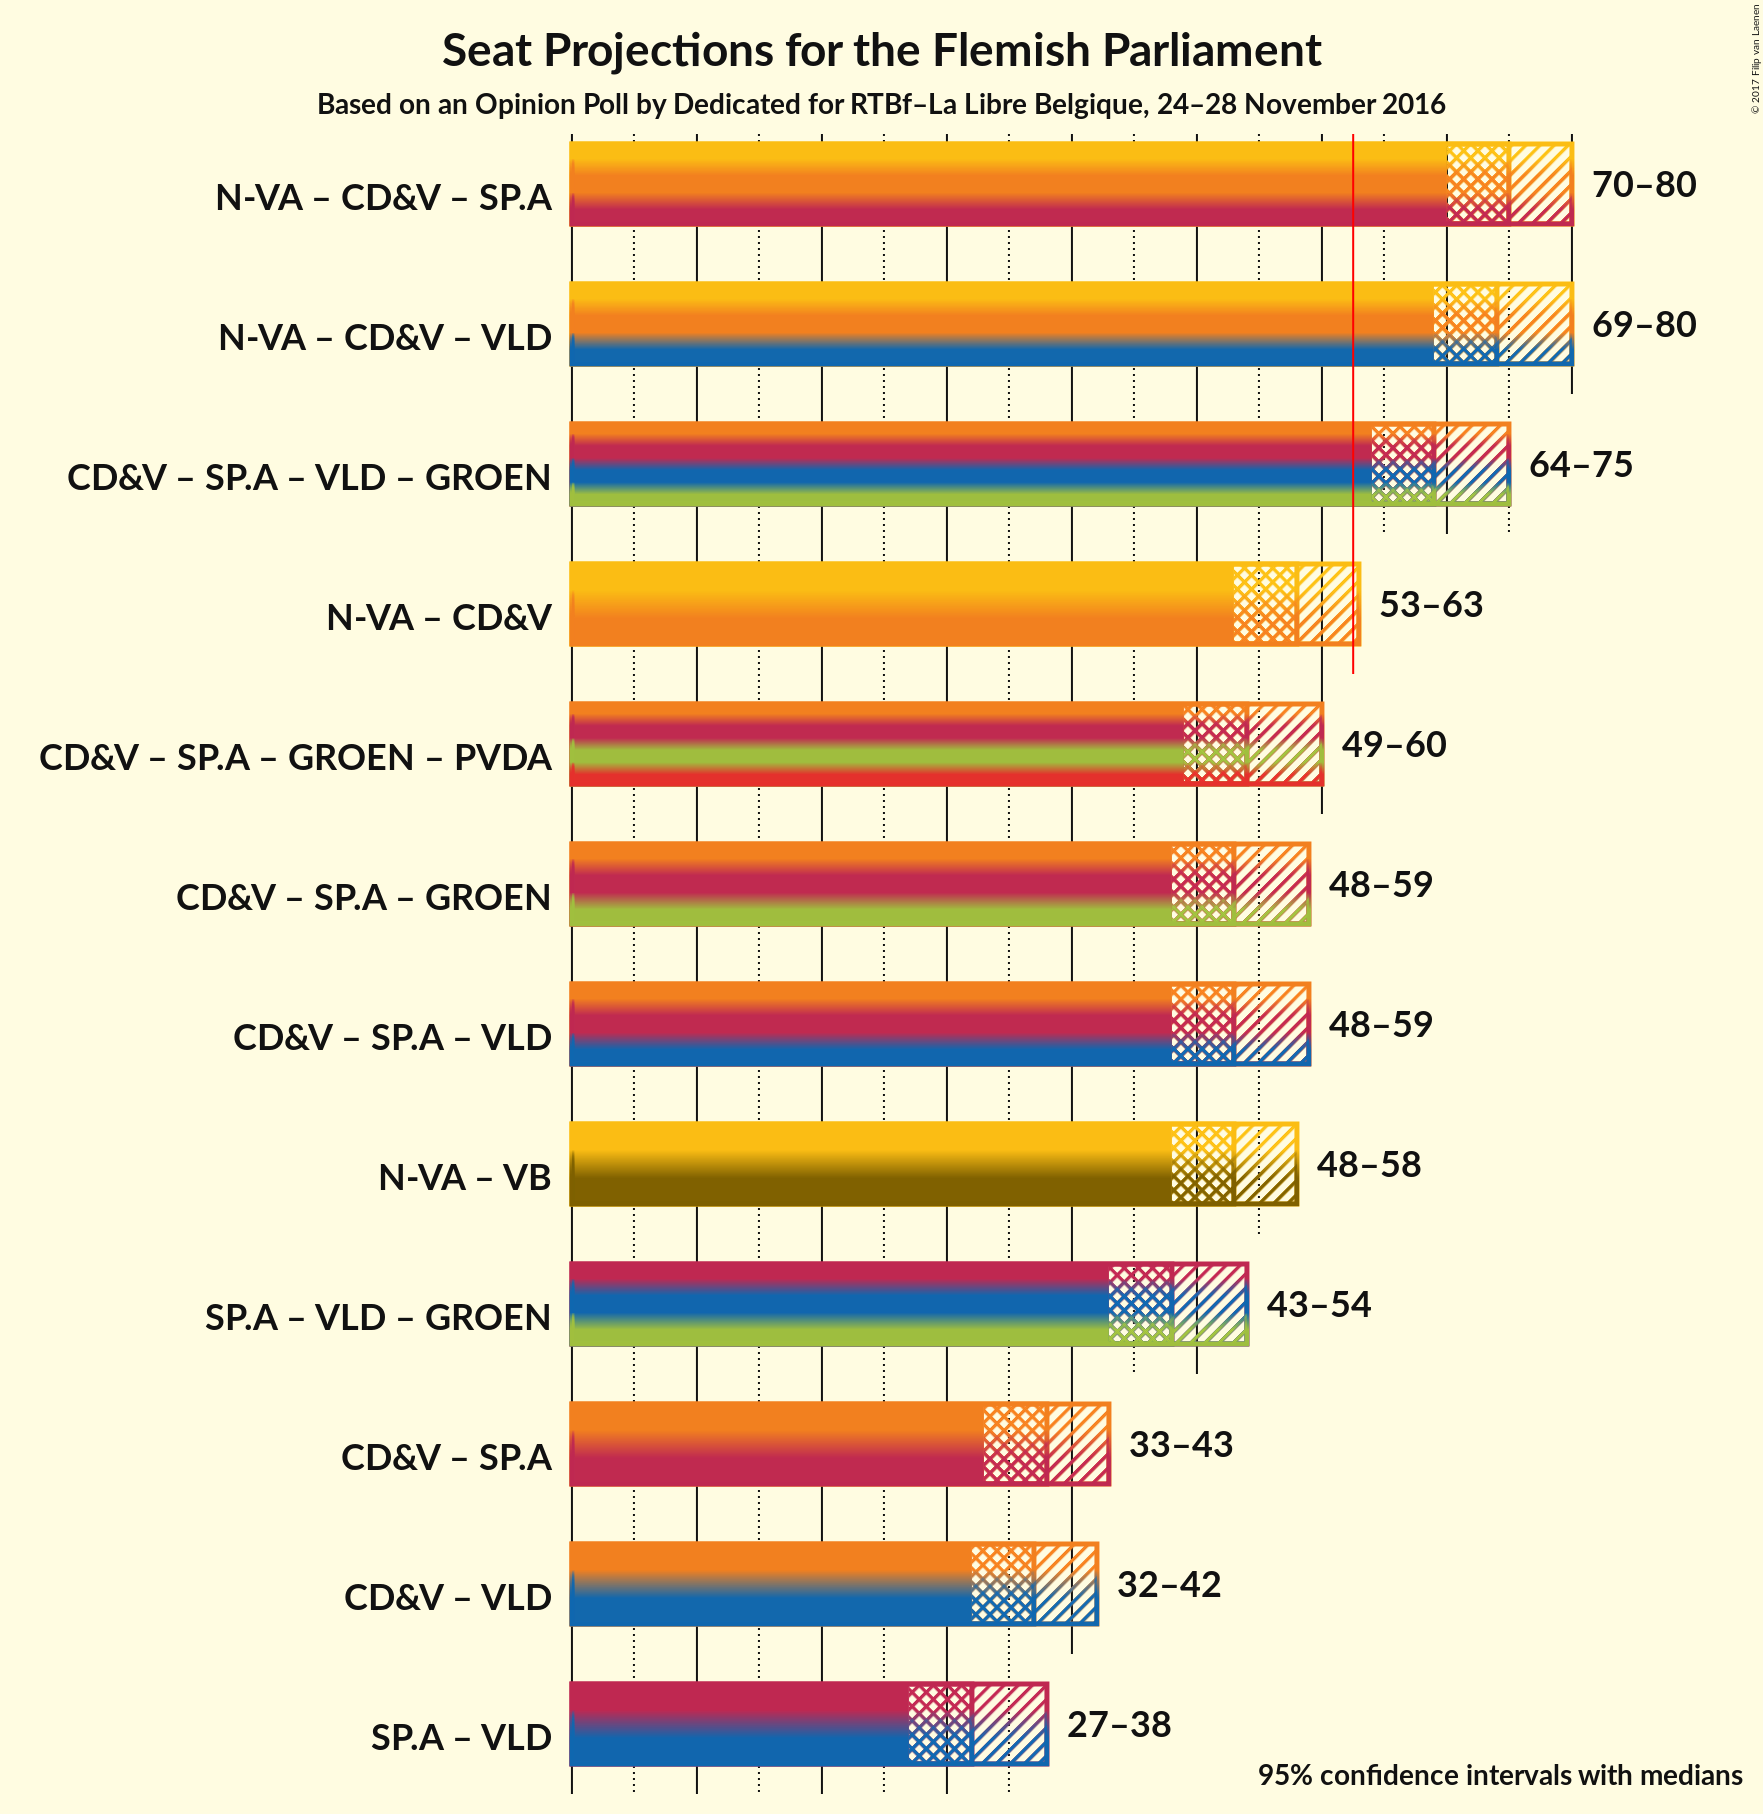 Seat Projections for the Flemish Parliament
Based on an Opinion Poll by Dedicated for RTBf–La Libre Belgique, 24–28 November 2016
© 2017 Filip van Laenen
N-VA – CD&V – SP.A 70–80
N-VA – CD&V – VLD 69–80
CD&V – SP.A – VLD – GROEN 64–75
N-VA – CD&V 53–63
CD&V – SP.A – GROEN – PVDA 49–60
CD&V – SP.A – GROEN 48–59
CD&V – SP.A – VLD 48–59
N-VA – VB 48–58
SP.A – VLD – GROEN 43–54
CD&V – SP.A 33–43
CD&V – VLD 32–42
SP.A – VLD 27–38
95% confidence intervals with medians